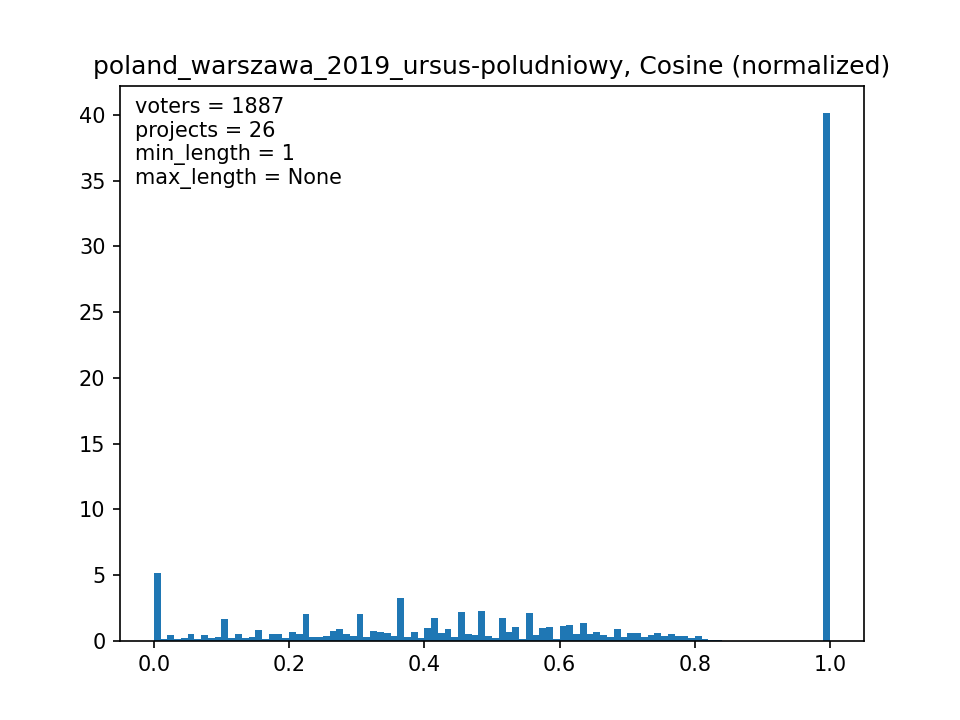 poland_warszawa_2019_ursus-poludniowy, Cosine (normalized)
voters = 1887
projects = 26
min_length = 1
max_length = None
40
35
30
25
20
15
10
5
0
0.0 0.2 0.4 0.6 0.8 1.0